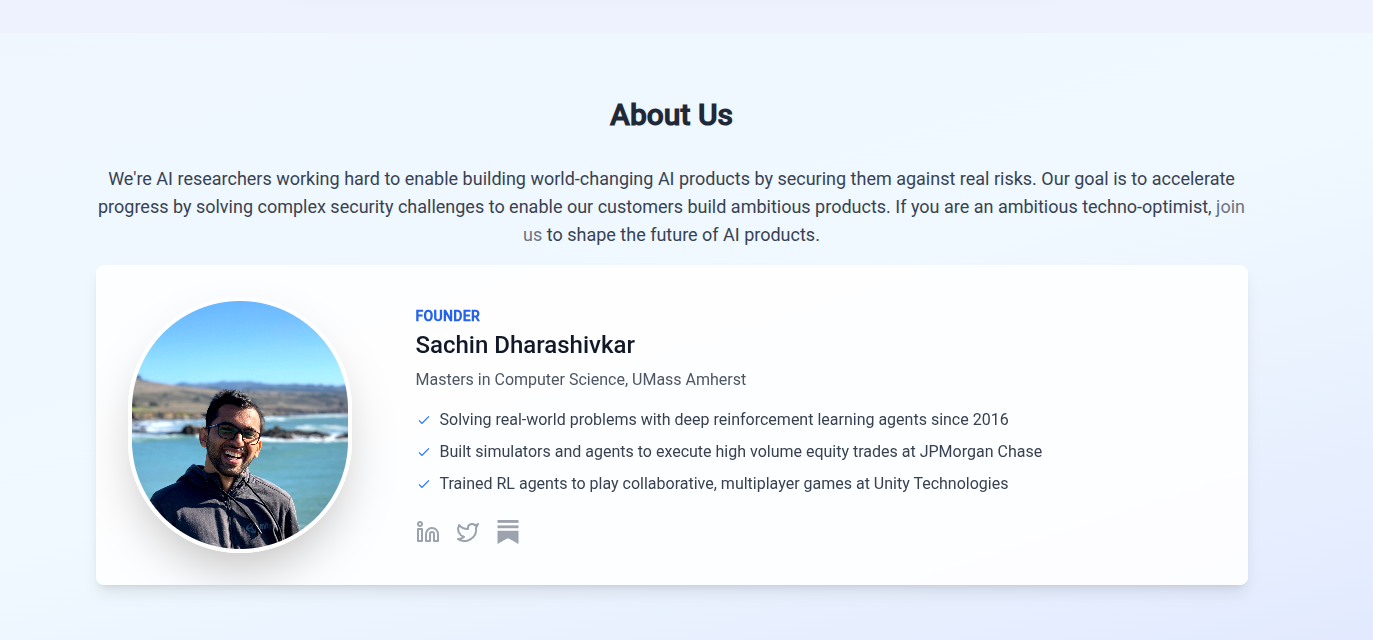 About Us
We're AI researchers working hard to enable building world-changing AI products by securing them against real risks. Our goal is to accelerate
progress by solving complex security challenges to enable our customers build ambitious products. If you are an ambitious techno-optimist, join
us to shape the future of AI products.
FOUNDER
Sachin Dharashivkar
Masters in Computer Science, UMass Amherst
Solving real-world problems with deep reinforcement learning agents since 2016
Built simulators and agents to execute high volume equity trades at JPMorgan Chase
Trained RL agents to play collaborative, multiplayer games at Unity Technologies